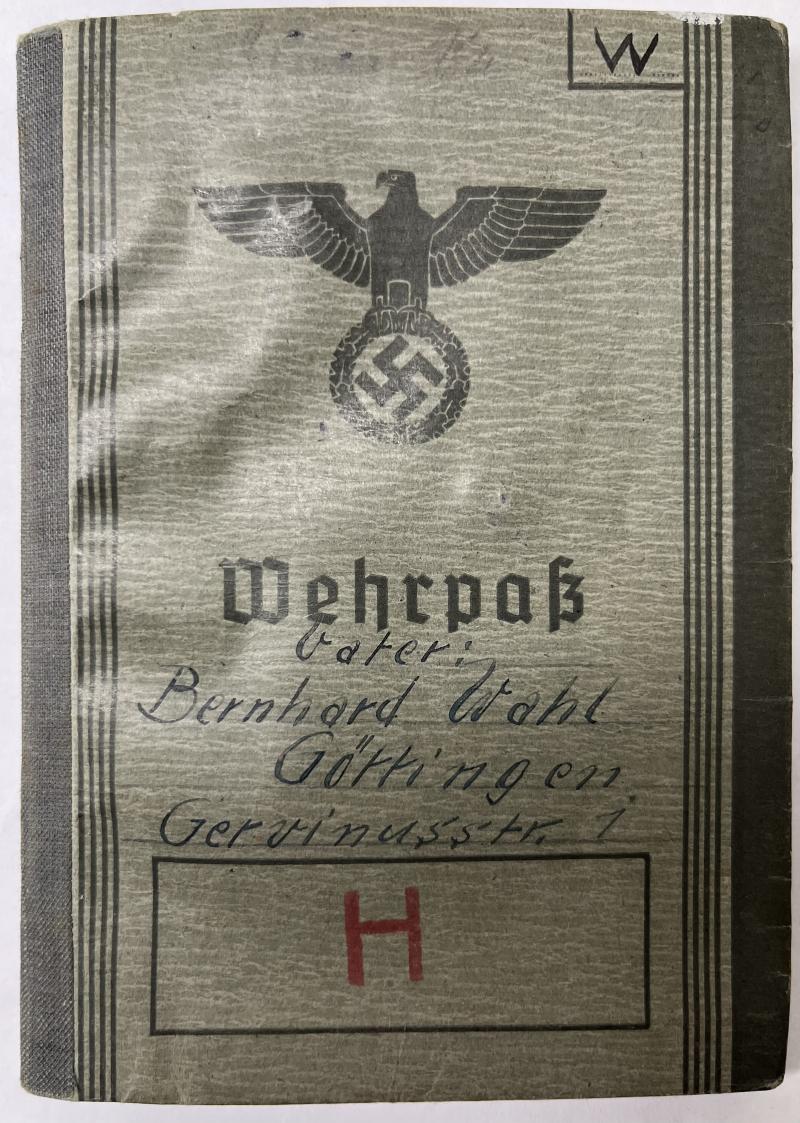 W
Wehrpaß
Vater:
Bernhard Wahl
Göttingen
Gervinusstr. 1
H